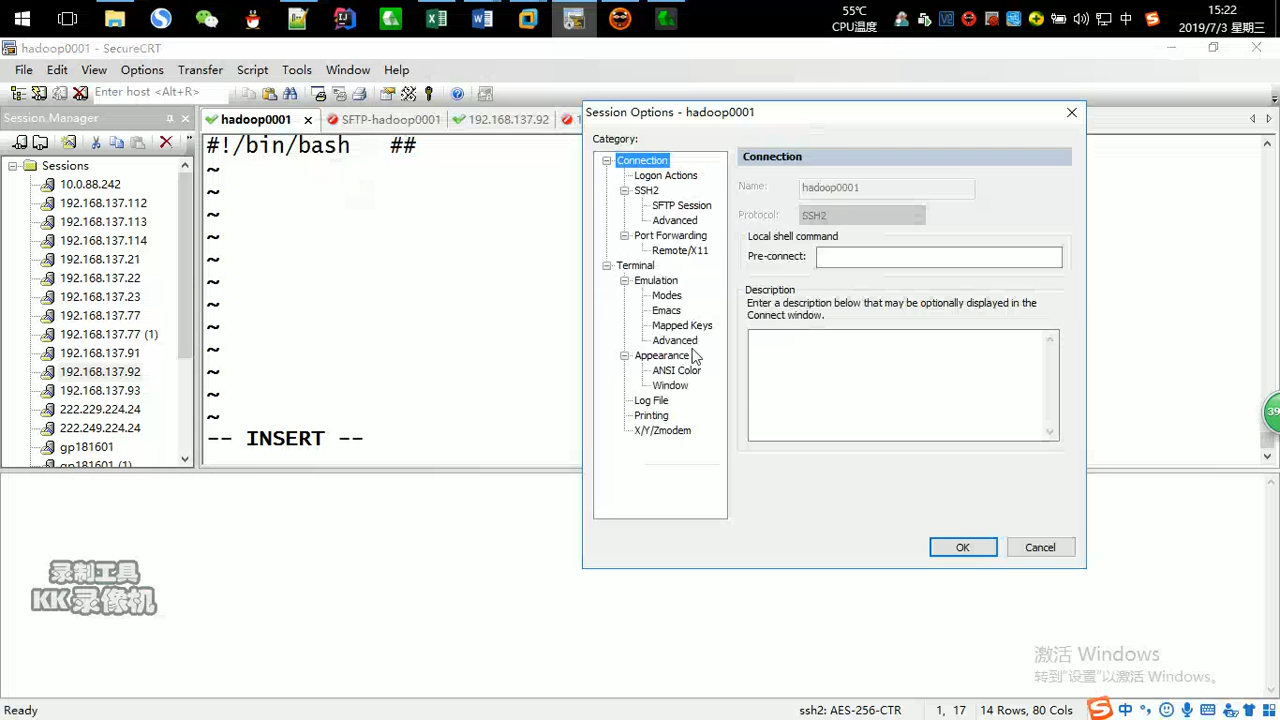 55℃
CPU温度
中
15:22
2019/7/3 星期三
hadoop0001 - SecureCRT
File Edit View Options Transfer Script Tools Window Help
Enter host <Alt+R>
Session Manager
hadoop0001
SFTP-hadoop0001
192.168.137.92
Sessions
10.0.88.242
192.168.137.112
192.168.137.113
192.168.137.114
192.168.137.21
192.168.137.22
192.168.137.23
192.168.137.77
192.168.137.77 (1)
192.168.137.91
192.168.137.92
192.168.137.93
222.229.224.24
222.229.224.24
gp181601
gp181601 (1)
#!/bin/bash ##
~
~
~
~
~
~
~
~
~
~
~
~
-- INSERT --
Session Options - hadoop0001
Category:
Connection
Logon Actions
SSH2
SFTP Session
Advanced
Port Forwarding
Remote/X11
Terminal
Emulation
Modes
Emacs
Mapped Keys
Advanced
Appearance
ANSI Color
Window
Log File
Printing
X/Y/Zmodem
Connection
Name: hadoop0001
Protocol: SSH2
Local shell command
Pre-connect:
Description
Enter a description below that may be optionally displayed in the
Connect window.
OK Cancel
39
录制工具
KK录像机
激活 Windows
转到"设置"以激活 Windows。
Ready
ssh2: AES-256-CTR
1, 17
14 Rows, 80 Cols
中